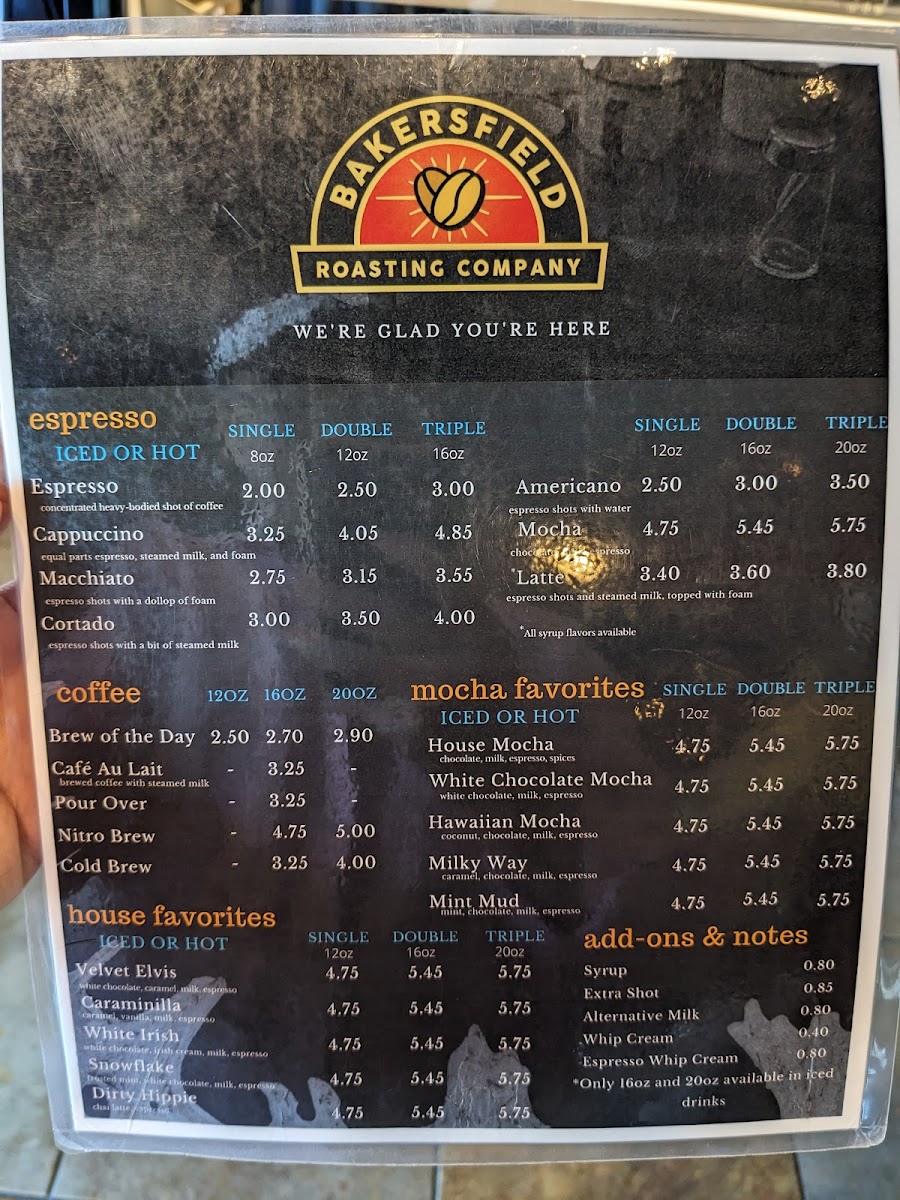 BAKERSFIELD
ROASTING COMPANY
WE'RE GLAD YOU'RE HERE
espresso SINGLE DOUBLE TRIPLE
ICED OR HOT 8oz 12oz 16oz
Espresso 2.00 2.50 3.00
concentrated heavy-bodied shot of coffee
Cappuccino 3.25 4.05 4.85
equal parts espresso, steamed milk, and foam
Macchiato 2.75 3.15 3.55
espresso shots with a dollop of foam
Cortado 3.00 3.50 4.00
espresso shots with a bit of steamed milk
SINGLE DOUBLE TRIPLE
12oz 16oz 20oz
Americano 2.50 3.00 3.50
espresso shots with water
Mocha 4.75 5.45 5.75
espresso
*Latte 3.40 3.60 3.80
espresso shots and steamed milk, topped with foam
*All syrup flavors available
coffee 12OZ 16OZ 20OZ
Brew of the Day 2.50 2.70 2.90
Café Au Lait - 3.25 -
brewed coffee with steamed milk
Pour Over - 3.25 -
Nitro Brew - 4.75 5.00
Cold Brew - 3.25 4.00
mocha favorites SINGLE DOUBLE TRIPLE
ICED OR HOT 12oz 16oz 20oz
House Mocha 4.75 5.45 5.75
chocolate, milk, espresso, spices
White Chocolate Mocha 4.75 5.45 5.75
white chocolate, milk, espresso
Hawaiian Mocha 4.75 5.45 5.75
coconut, chocolate, milk, espresso
Milky Way 4.75 5.45 5.75
caramel, chocolate, milk, espresso
Mint Mud 4.75 5.45 5.75
mint, chocolate, milk, espresso
house favorites
ICED OR HOT SINGLE DOUBLE TRIPLE
12oz 16oz 20oz
Velvet Elvis 4.75 5.45 5.75
white chocolate, caramel, milk, espresso
Caraminilla 4.75 5.45 5.75
caramel, vanilla, milk, espresso
White Irish 4.75 5.45 5.75
white chocolate, irish cream, milk, espresso
Snowflake 4.75 5.45 5.75
frosted mint, white chocolate, milk, espresso
Dirty Hippie 4.75 5.45 5.75
chai latte, espresso
add-ons & notes
Syrup 0.80
Extra Shot 0.85
Alternative Milk 0.80
Whip Cream 0.40
Espresso Whip Cream 0.80
*Only 16oz and 20oz available in iced
drinks